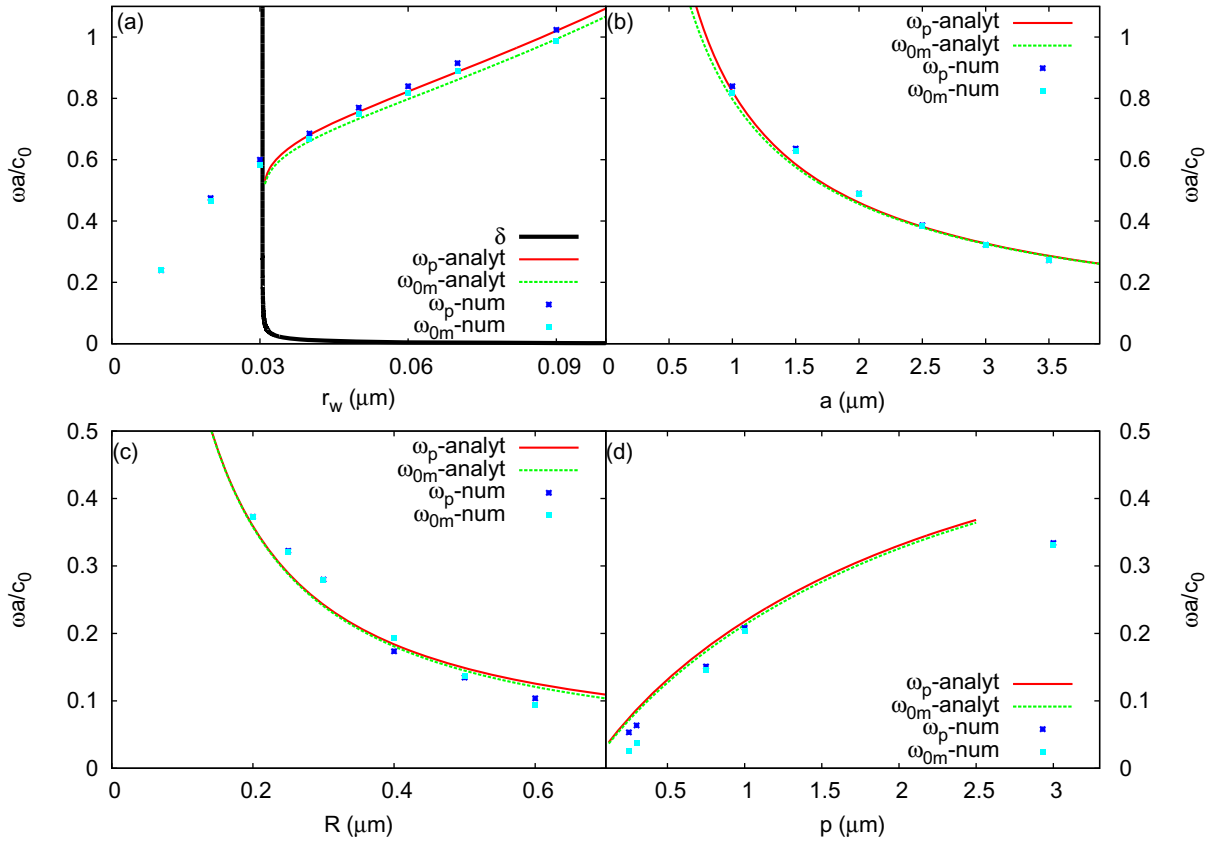 (a)
ωa/c0
1
0.8
0.6
0.4
0.2
0
δ
ωp-analyt
ω0m-analyt
ωp-num
ω0m-num
0 0.03 0.06 0.09
rw (μm)
(b)
ωp-analyt
ω0m-analyt
ωp-num
ω0m-num
1
0.8
0.6
0.4
0.2
0
ωa/c0
0 0.5 1 1.5 2 2.5 3 3.5
a (μm)
(c)
ωa/c0
0.5
0.4
0.3
0.2
0.1
0
ωp-analyt
ω0m-analyt
ωp-num
ω0m-num
0 0.2 0.4 0.6
R (μm)
(d)
0.5
0.4
0.3
0.2
0.1
0
ωa/c0
ωp-analyt
ω0m-analyt
ωp-num
ω0m-num
0.5 1 1.5 2 2.5 3
p (μm)